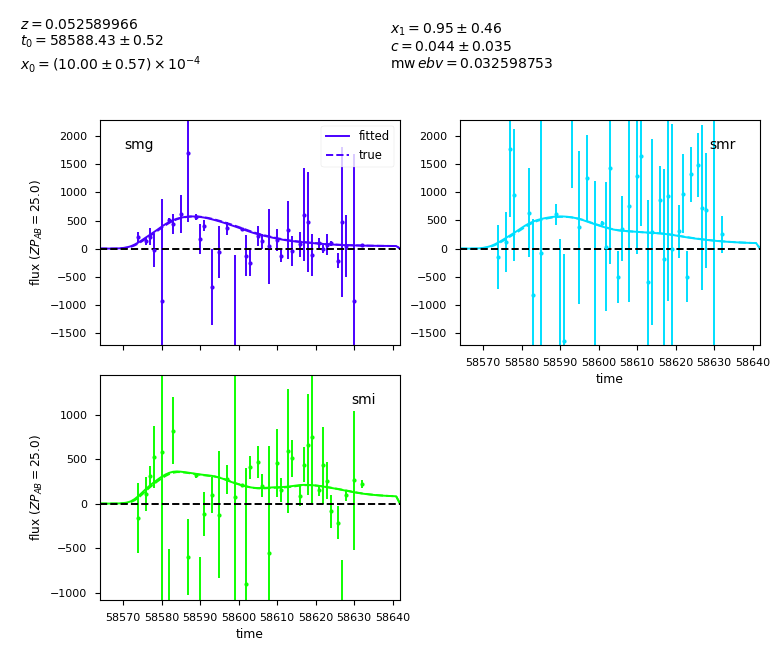 z = 0.052589966
t₀ = 58588.43 ± 0.52
x₀ = (10.00 ± 0.57) × 10⁻⁴
x₁ = 0.95 ± 0.46
c = 0.044 ± 0.035
mw ebv = 0.032598753
smg
fitted
true
2000
1500
1000
500
0
−500
−1000
−1500
flux (ZP_AB = 25.0)
smr
2000
1500
1000
500
0
−500
−1000
−1500
58570 58580 58590 58600 58610 58620 58630 58640
time
smi
1000
500
0
−500
−1000
flux (ZP_AB = 25.0)
58570 58580 58590 58600 58610 58620 58630 58640
time